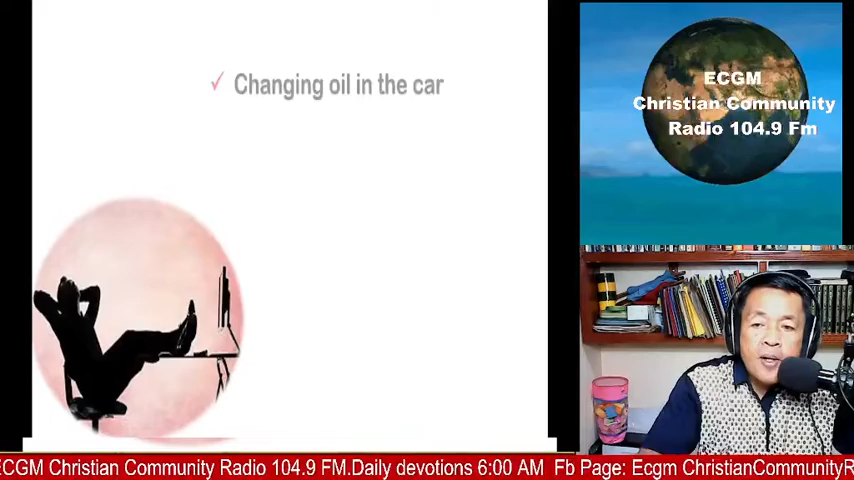 ✓ Changing oil in the car
ECGM
Christian Community
Radio 104.9 Fm
ECGM Christian Community Radio 104.9 FM.Daily devotions 6:00 AM Fb Page: Ecgm ChristianCommunityR